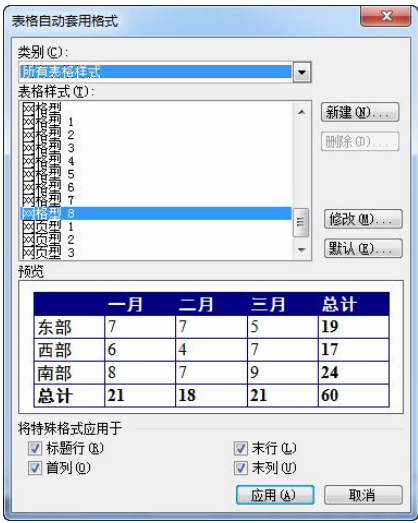 表格自动套用格式
类别(C):
所有表格样式
表格样式(T):
网格型
网格型 1
网格型 2
网格型 3
网格型 4
网格型 5
网格型 6
网格型 7
网格型 8
网页型 1
网页型 2
网页型 3
新建(N)...
删除(D)...
修改(M)...
默认(E)...
预览
一月 二月 三月 总计
东部 7 7 5 19
西部 6 4 7 17
南部 8 7 9 24
总计 21 18 21 60
将特殊格式应用于
标题行(R) 末行(L)
首列(O) 末列(U)
应用(A) 取消